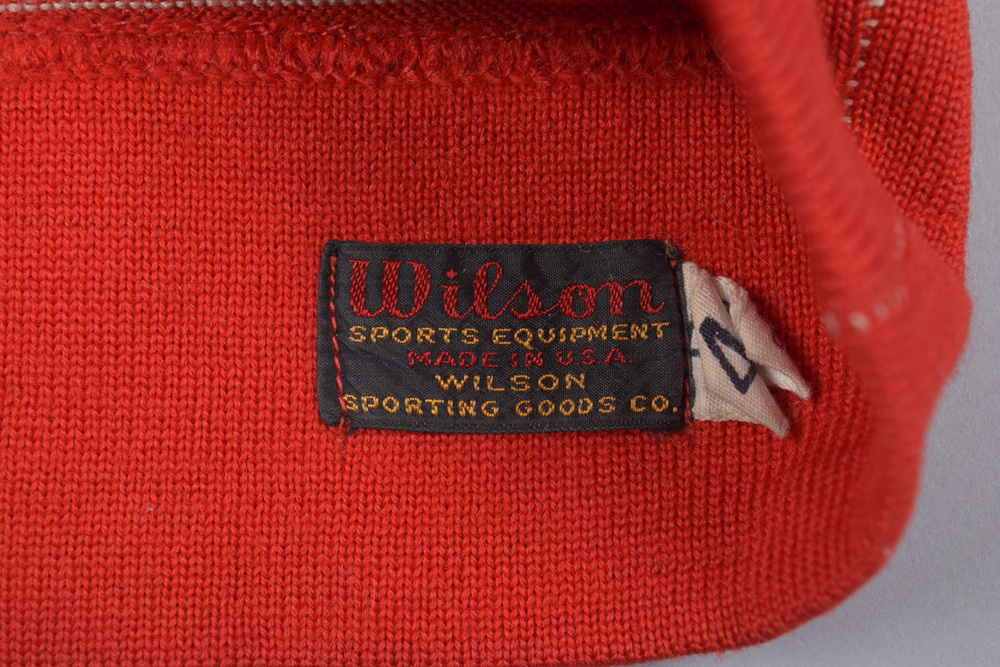 Wilson
SPORTS EQUIPMENT
MADE IN U.S.A.
WILSON
SPORTING GOODS CO.